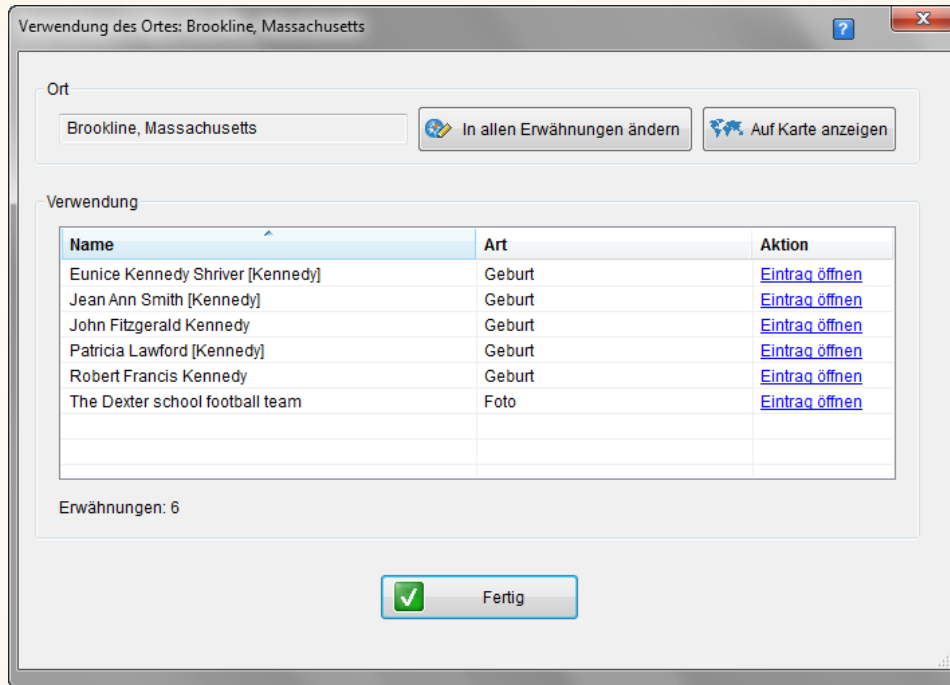 Verwendung des Ortes: Brookline, Massachusetts ?
Ort
Brookline, Massachusetts In allen Erwähnungen ändern Auf Karte anzeigen
Verwendung
Name Art Aktion
Eunice Kennedy Shriver [Kennedy] Geburt Eintrag öffnen
Jean Ann Smith [Kennedy] Geburt Eintrag öffnen
John Fitzgerald Kennedy Geburt Eintrag öffnen
Patricia Lawford [Kennedy] Geburt Eintrag öffnen
Robert Francis Kennedy Geburt Eintrag öffnen
The Dexter school football team Foto Eintrag öffnen
Erwähnungen: 6
Fertig